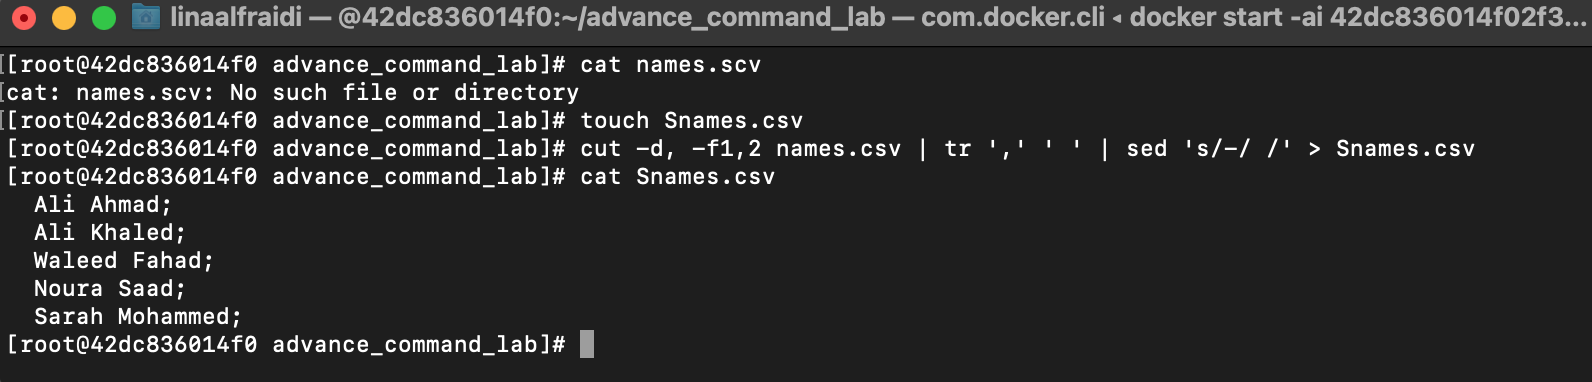 linaalfraidi — @42dc836014f0:~/advance_command_lab — com.docker.cli ◂ docker start -ai 42dc836014f02f3...
[[root@42dc836014f0 advance_command_lab]# cat names.scv
[cat: names.scv: No such file or directory
[[root@42dc836014f0 advance_command_lab]# touch Snames.csv
[root@42dc836014f0 advance_command_lab]# cut -d, -f1,2 names.csv | tr ',' ' ' | sed 's/-/ /' > Snames.csv
[root@42dc836014f0 advance_command_lab]# cat Snames.csv
  Ali Ahmad;
  Ali Khaled;
  Waleed Fahad;
  Noura Saad;
  Sarah Mohammed;
[root@42dc836014f0 advance_command_lab]#